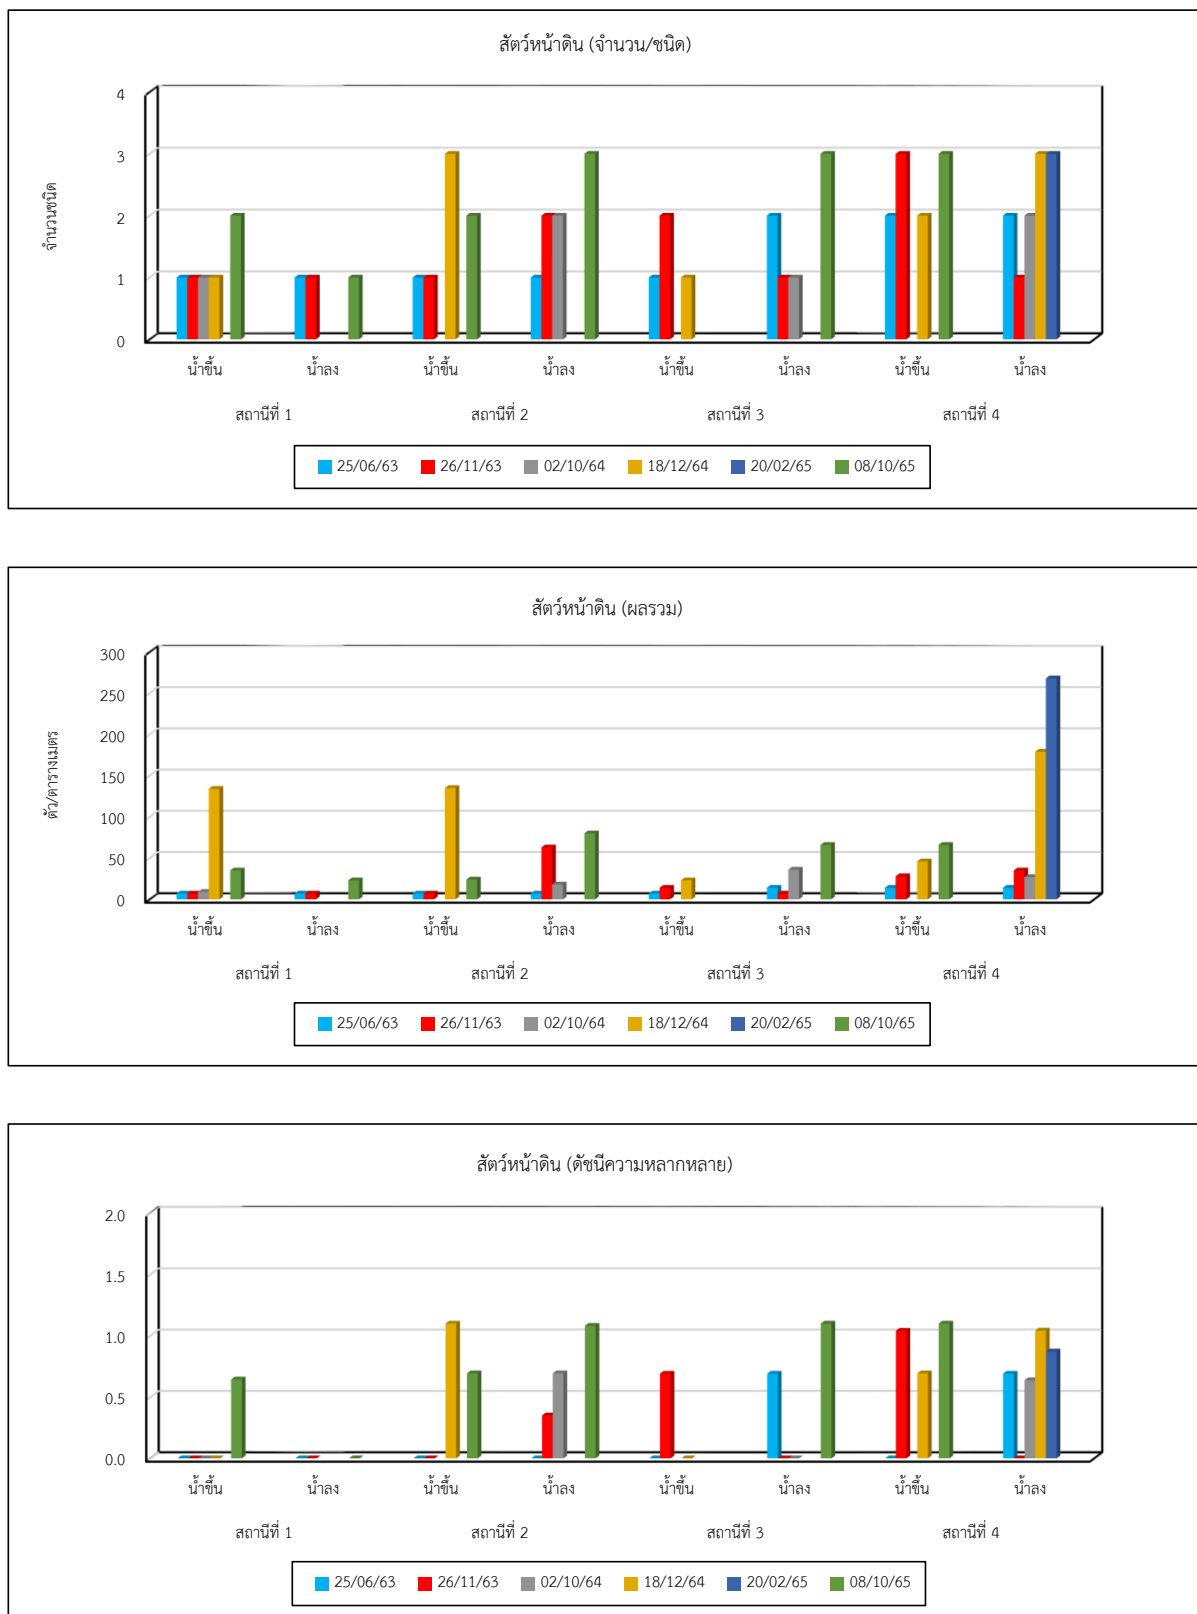 สัตว์หน้าดิน (จำนวน/ชนิด)
จำนวนชนิด
4
3
2
1
0
น้ำขึ้น น้ำลง น้ำขึ้น น้ำลง น้ำขึ้น น้ำลง น้ำขึ้น น้ำลง
สถานีที่ 1 สถานีที่ 2 สถานีที่ 3 สถานีที่ 4
25/06/63 26/11/63 02/10/64 18/12/64 20/02/65 08/10/65
สัตว์หน้าดิน (ผลรวม)
ตัว/ตารางเมตร
300
250
200
150
100
50
0
น้ำขึ้น น้ำลง น้ำขึ้น น้ำลง น้ำขึ้น น้ำลง น้ำขึ้น น้ำลง
สถานีที่ 1 สถานีที่ 2 สถานีที่ 3 สถานีที่ 4
25/06/63 26/11/63 02/10/64 18/12/64 20/02/65 08/10/65
สัตว์หน้าดิน (ดัชนีความหลากหลาย)
2.0
1.5
1.0
0.5
0.0
น้ำขึ้น น้ำลง น้ำขึ้น น้ำลง น้ำขึ้น น้ำลง น้ำขึ้น น้ำลง
สถานีที่ 1 สถานีที่ 2 สถานีที่ 3 สถานีที่ 4
25/06/63 26/11/63 02/10/64 18/12/64 20/02/65 08/10/65